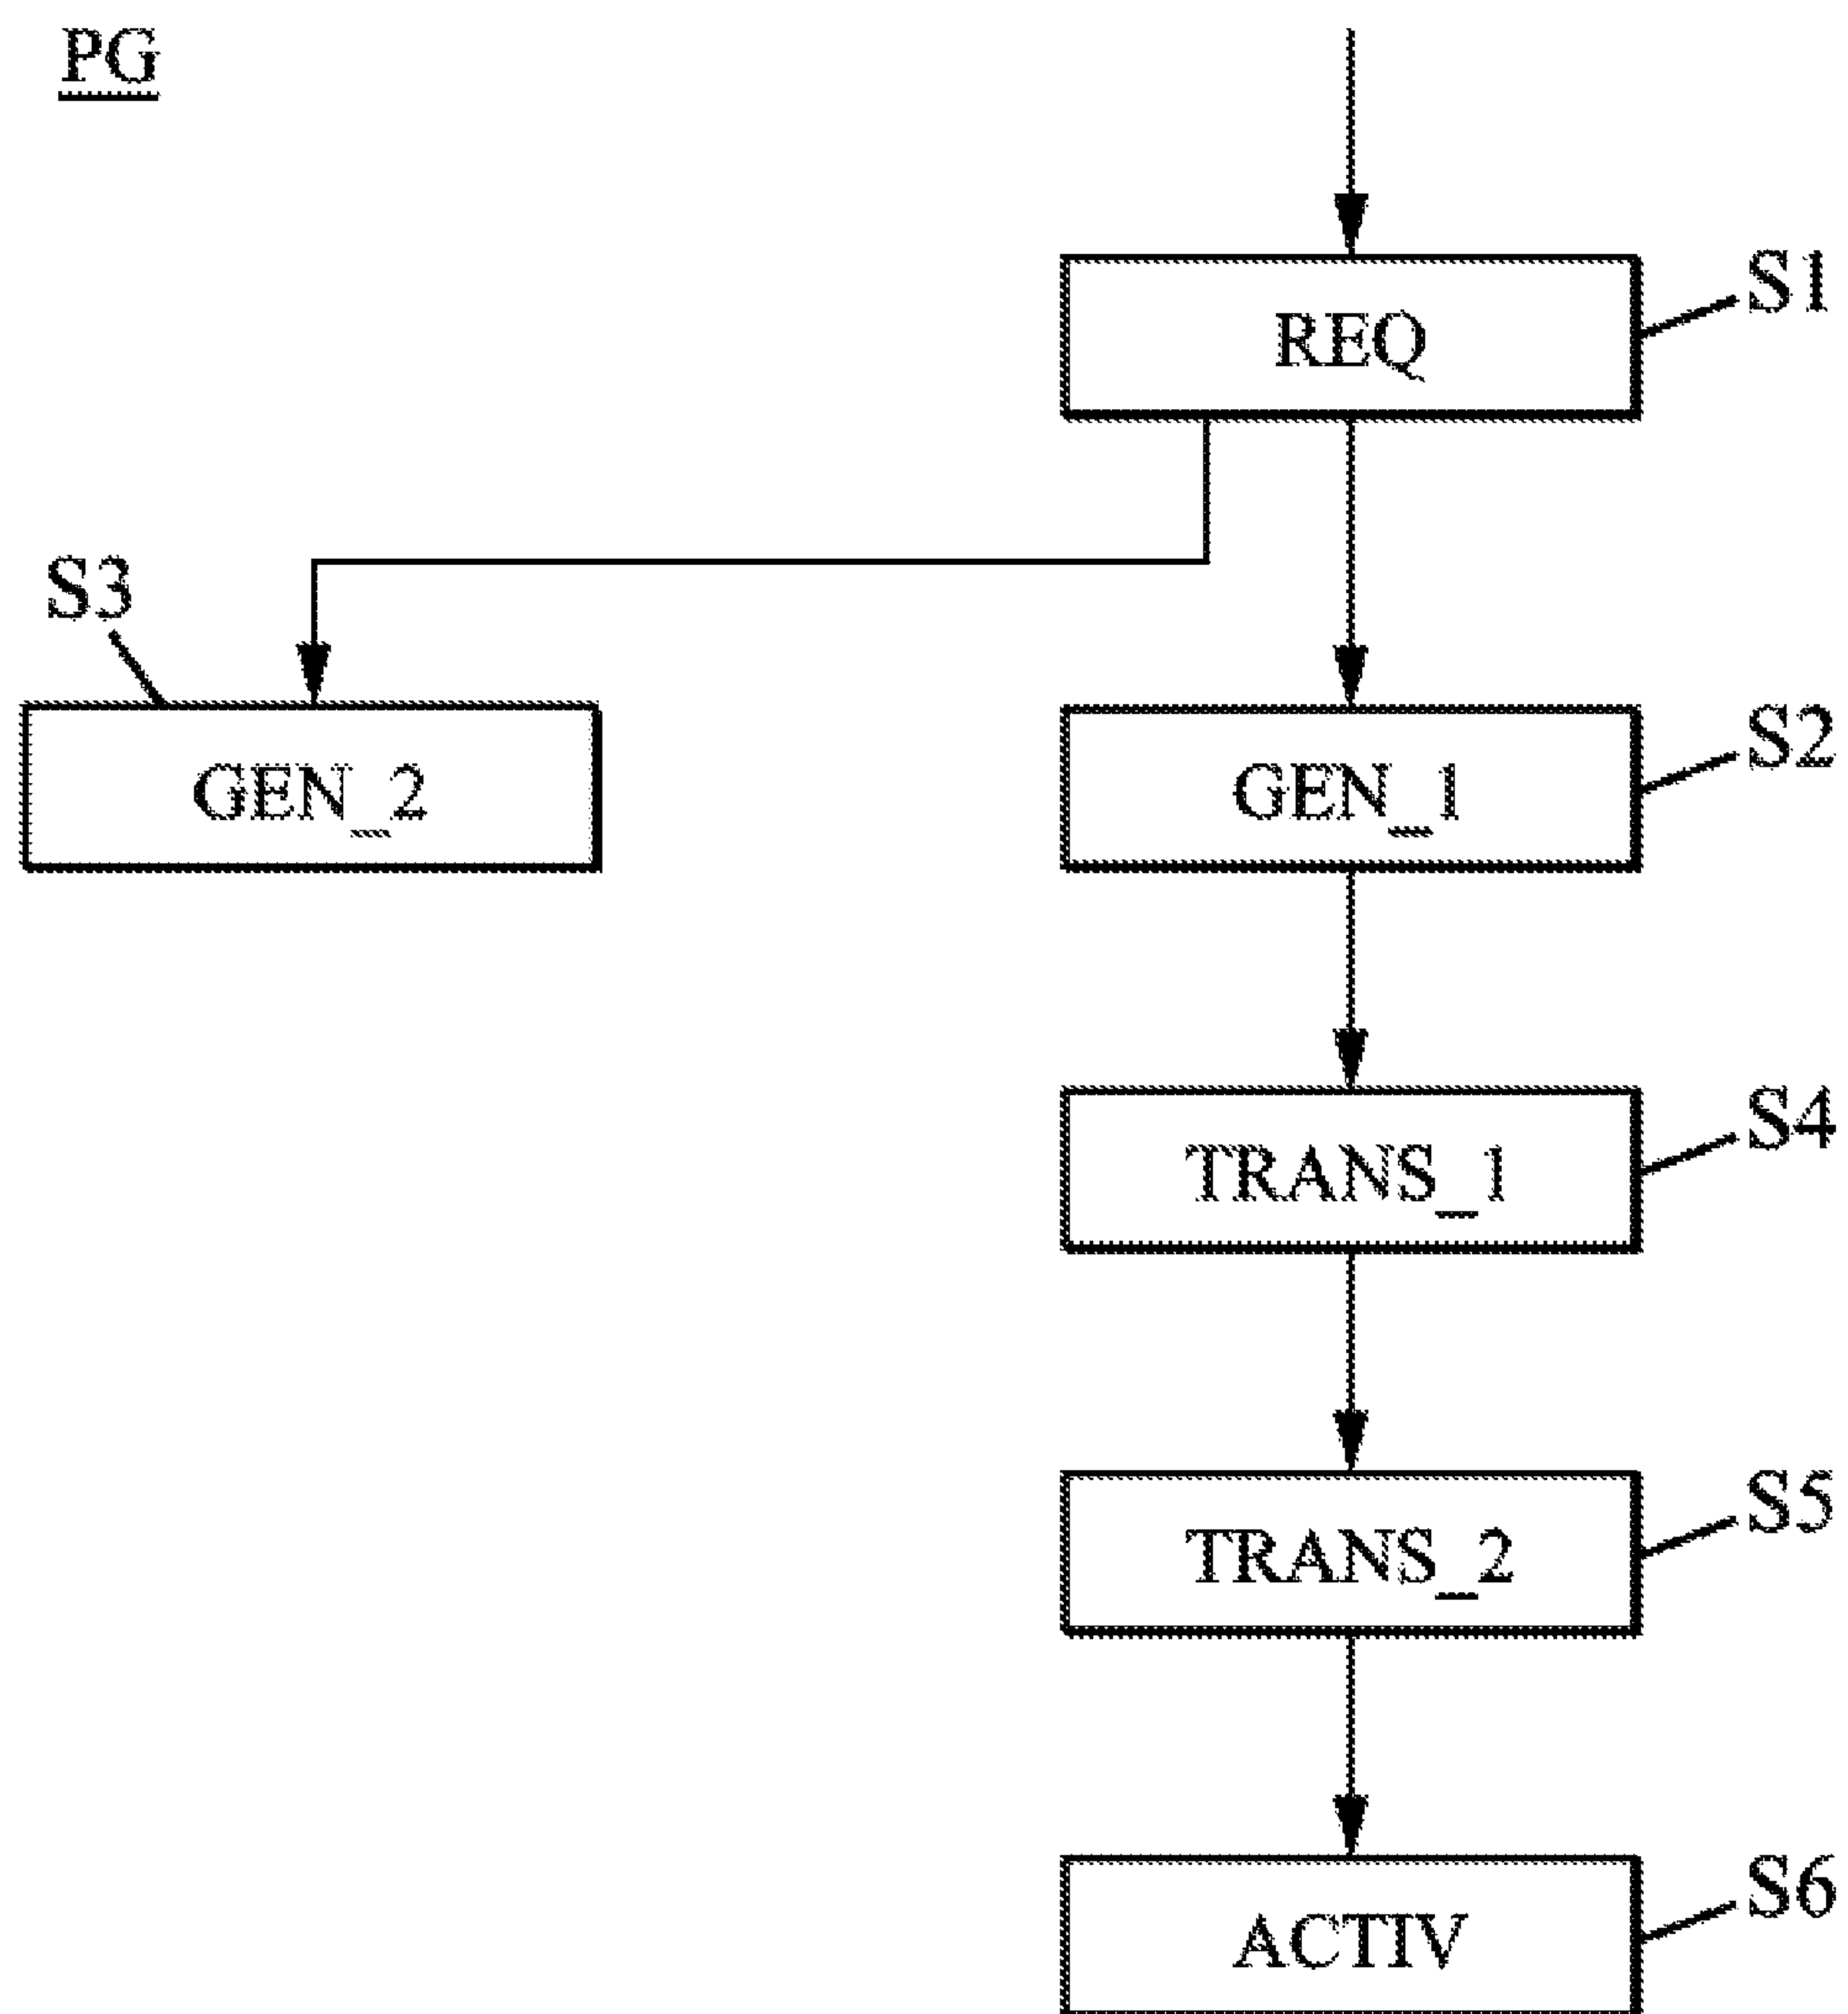 PG
REQ
S1
S3
GEN_2
GEN_1
S2
TRANS_1
S4
TRANS_2
S5
ACTIV
S6